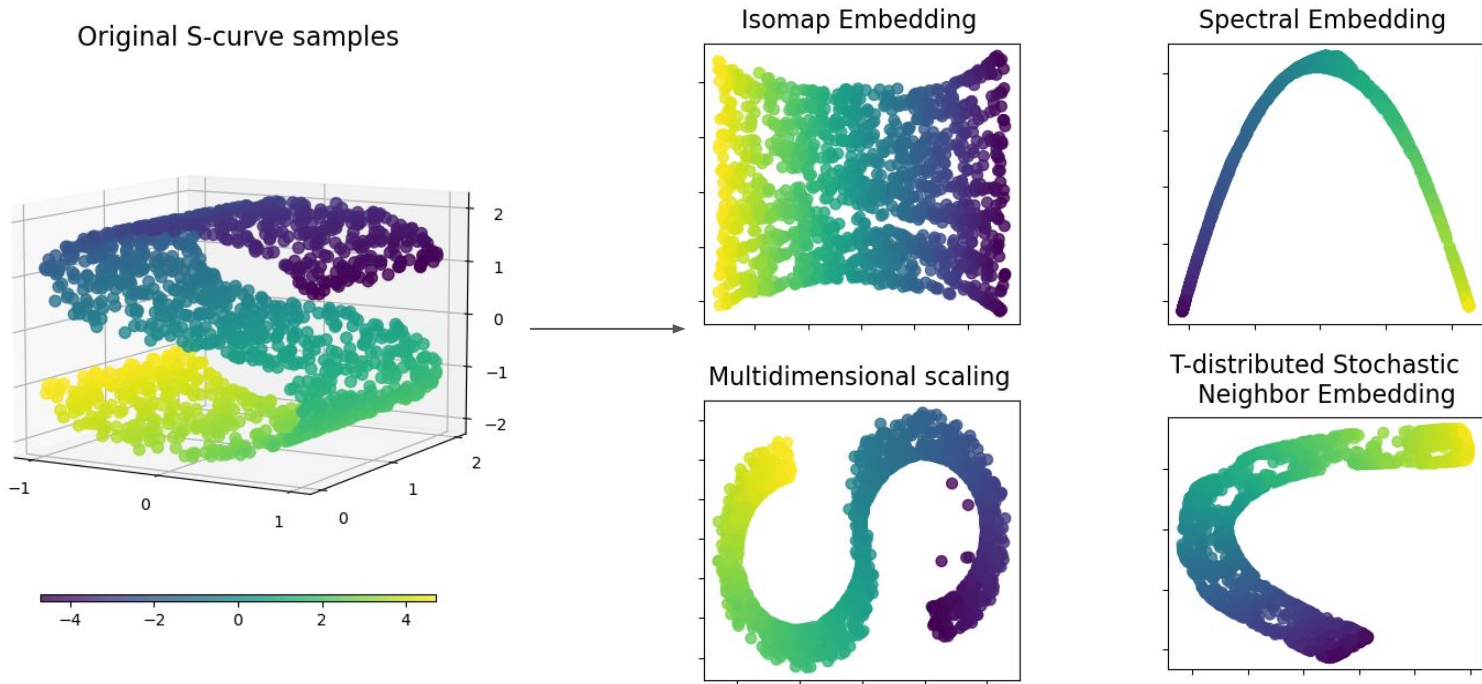 Original S-curve samples
2
1
0
−1
−2
−1
0
1
0
1
2
−4
−2
0
2
4
Isomap Embedding
Spectral Embedding
Multidimensional scaling
T-distributed Stochastic
Neighbor Embedding